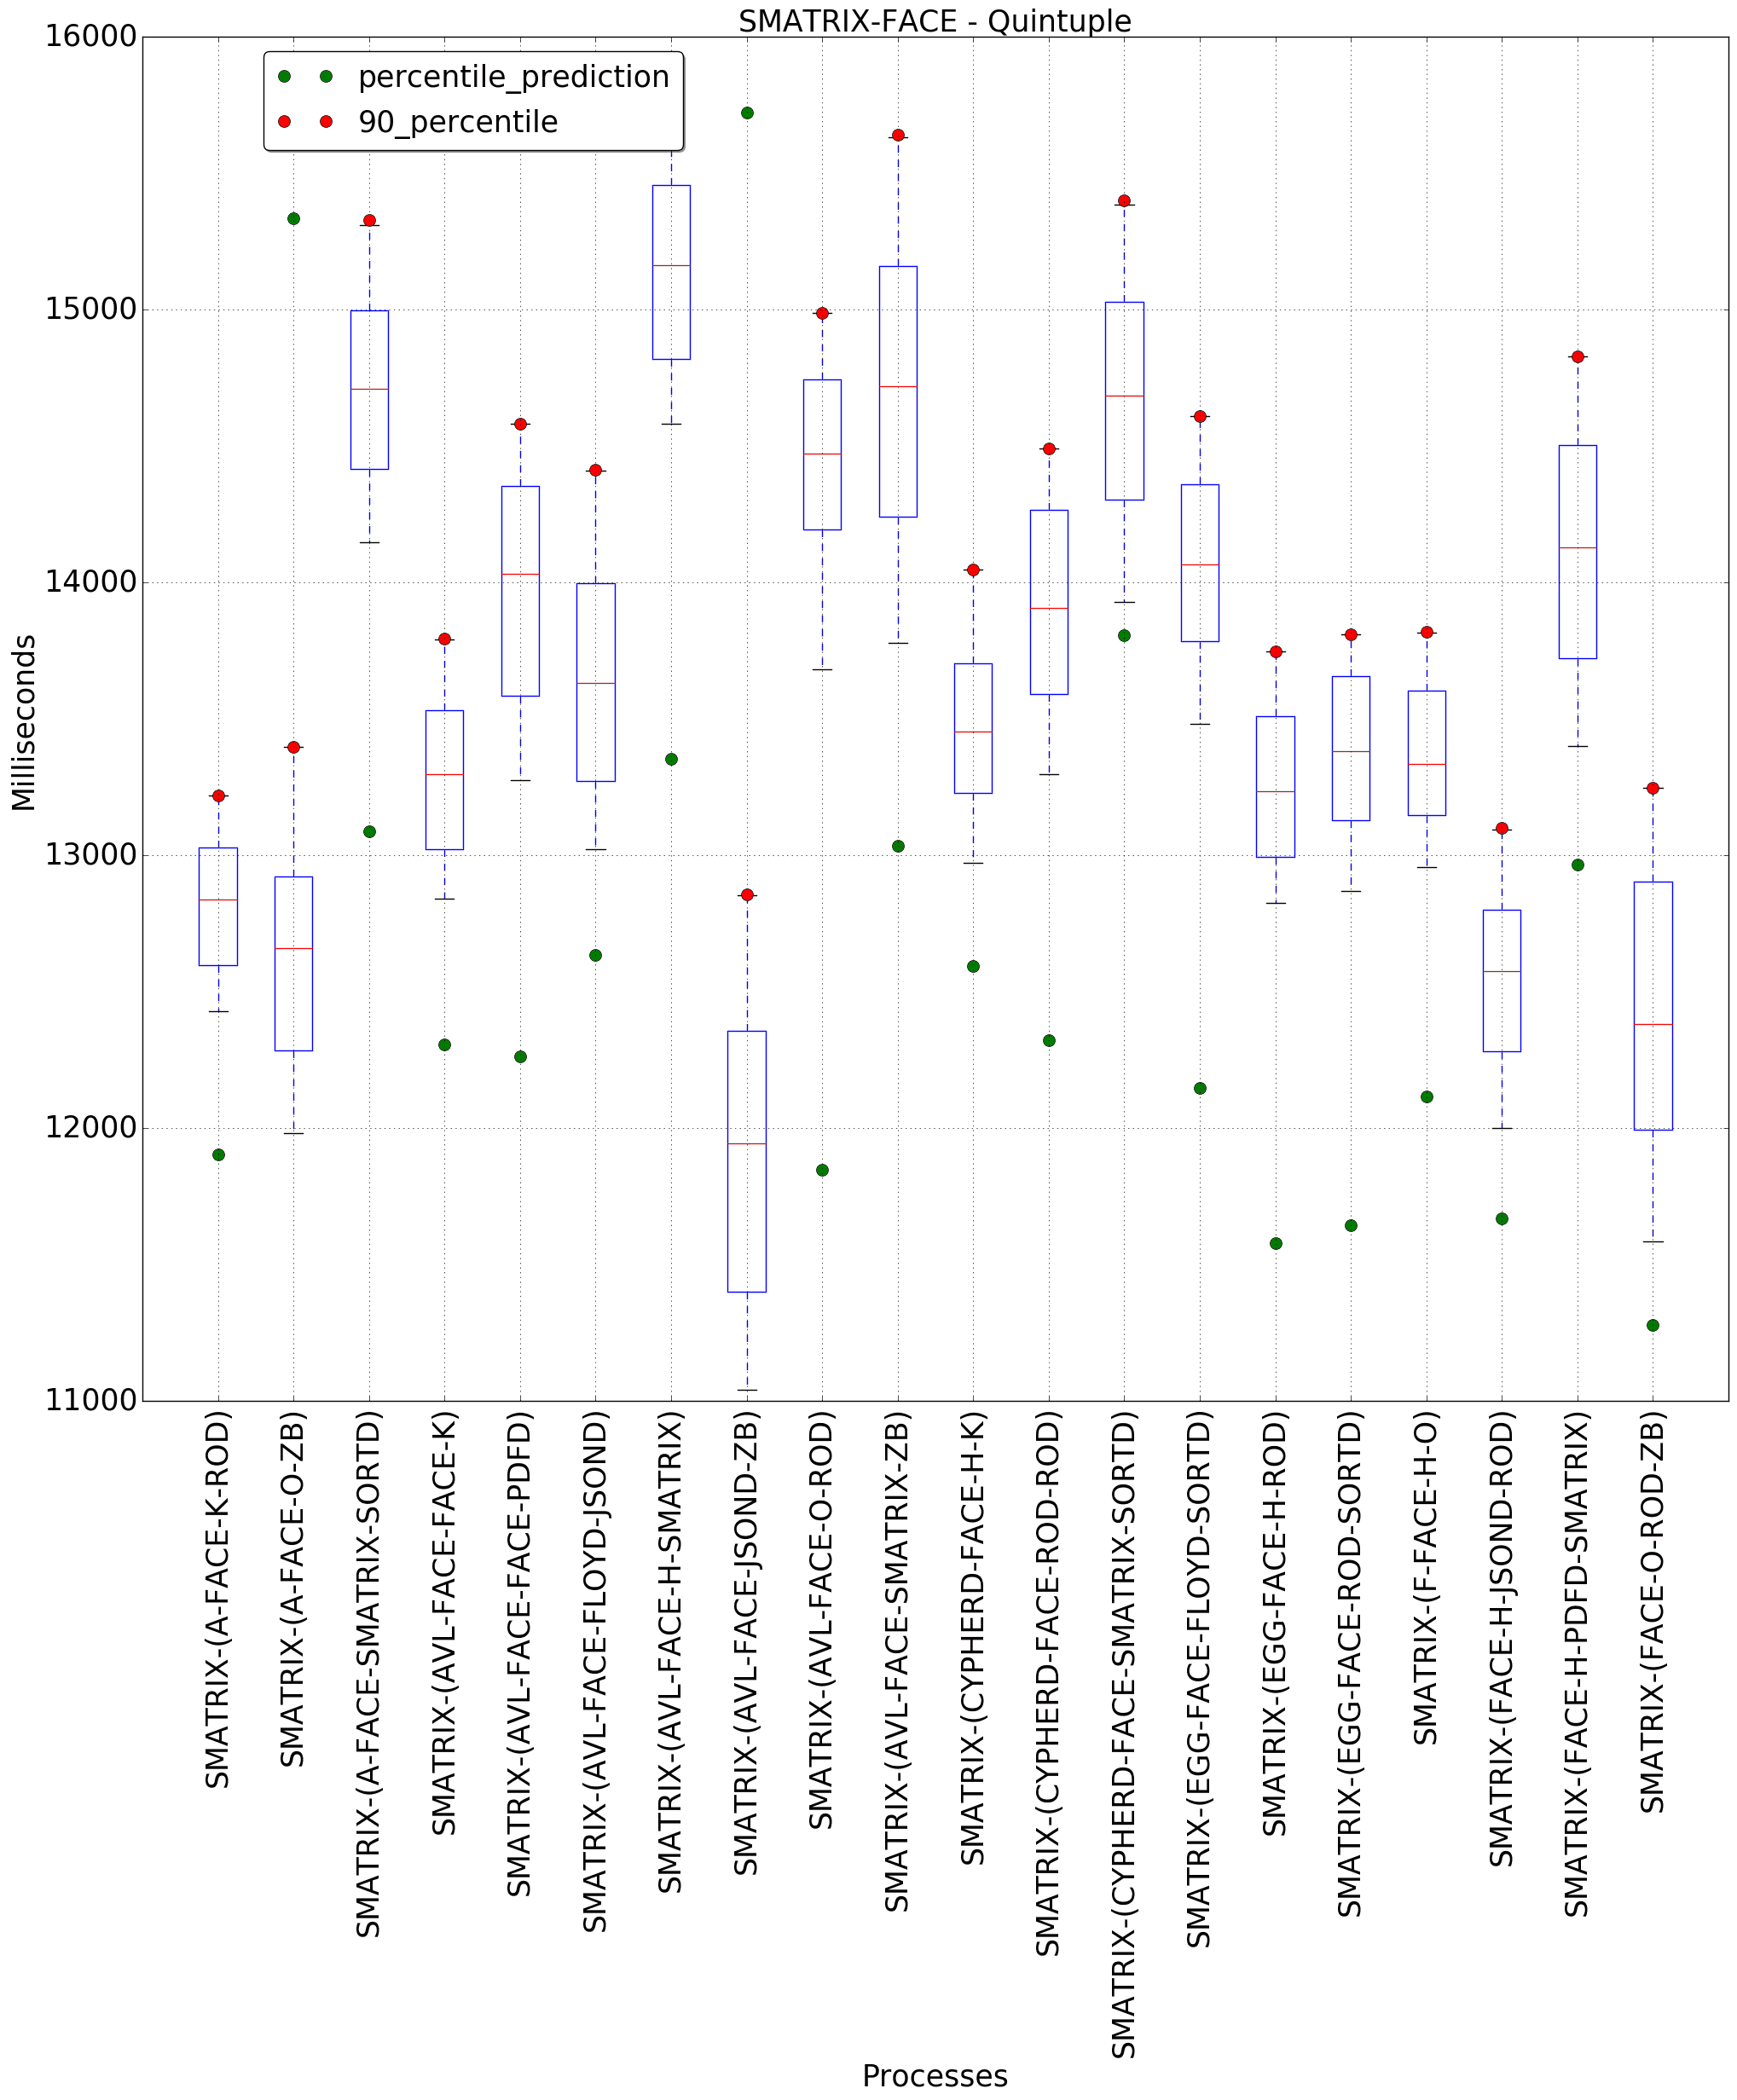 SMATRIX-FACE - Quintuple
percentile_prediction
90_percentile
16000
15000
14000
13000
12000
11000
Milliseconds
SMATRIX-(A-FACE-K-ROD)
SMATRIX-(A-FACE-O-ZB)
SMATRIX-(A-FACE-SMATRIX-SORTD)
SMATRIX-(AVL-FACE-FACE-K)
SMATRIX-(AVL-FACE-FACE-PDFD)
SMATRIX-(AVL-FACE-FLOYD-JSOND)
SMATRIX-(AVL-FACE-H-SMATRIX)
SMATRIX-(AVL-FACE-JSOND-ZB)
SMATRIX-(AVL-FACE-O-ROD)
SMATRIX-(AVL-FACE-SMATRIX-ZB)
SMATRIX-(CYPHERD-FACE-H-K)
SMATRIX-(CYPHERD-FACE-ROD-ROD)
SMATRIX-(CYPHERD-FACE-SMATRIX-SORTD)
SMATRIX-(EGG-FACE-FLOYD-SORTD)
SMATRIX-(EGG-FACE-H-ROD)
SMATRIX-(EGG-FACE-ROD-SORTD)
SMATRIX-(F-FACE-H-O)
SMATRIX-(FACE-H-JSOND-ROD)
SMATRIX-(FACE-H-PDFD-SMATRIX)
SMATRIX-(FACE-O-ROD-ZB)
Processes